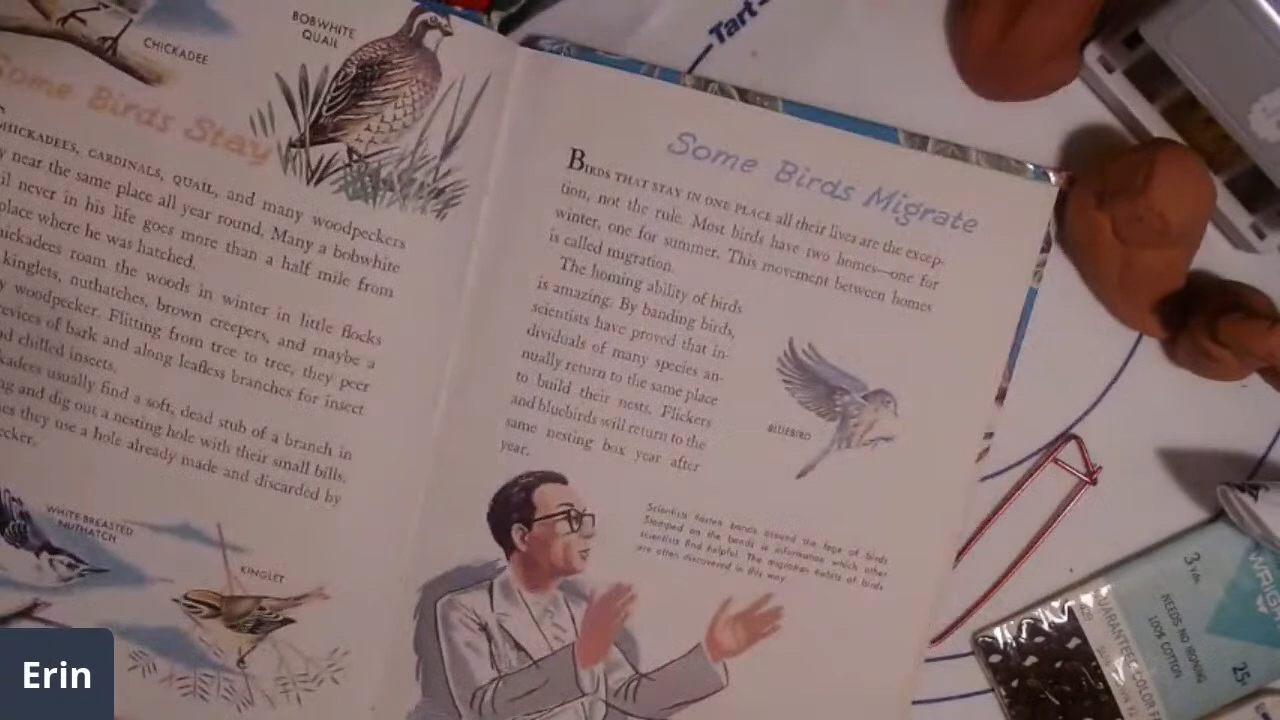 BOBWHITE
QUAIL
CHICKADEE
Some Birds Stay
CHICKADEES, CARDINALS, QUAIL, and many woodpeckers
near the same place all year round. Many a bobwhite
never in his life goes more than a half mile from
place where he was hatched.
roam the woods in winter in little flocks
kinglets, nuthatches, brown creepers, and maybe a
woodpecker. Flitting from tree to tree, they peer
of bark and along leafless branches for insect
chilled insects.
usually find a soft, dead stub of a branch in
and dig out a nesting hole with their small bills.
they use a hole already made and discarded by
WHITE BREASTED
NUTHATCH
KINGLET
Some Birds Migrate
BIRDS THAT STAY IN ONE PLACE all their lives are the excep-
tion, not the rule. Most birds have two homes—one for
winter, one for summer. This movement between homes
is called migration.
The homing ability of birds
is amazing. By banding birds,
scientists have proved that in-
dividuals of many species an-
nually return to the same place
to build their nests. Flickers
and bluebirds will return to the
same nesting box year after
year.
BLUEBIRD
Scientists fasten bands around the legs of birds
Stamped on the bands is information which other
scientists find helpful. The migration habits of birds
are often discovered in this way
Tart
3 YDS.
NEEDS NO IRONING
100% COTTON
25¢
Erin